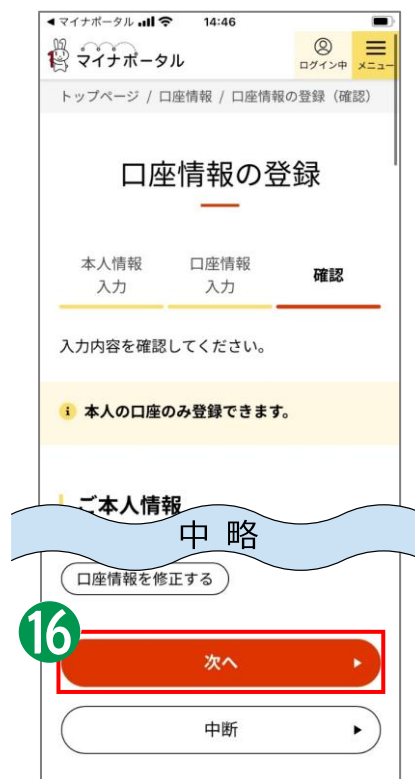 マイナポータル 14:46
マイナポータル
ログイン中 メニュー
トップページ / 口座情報 / 口座情報の登録（確認）
口座情報の登録
本人情報 口座情報 確認
入力 入力
入力内容を確認してください。
i 本人の口座のみ登録できます。
ご本人情報
中 略
口座情報を修正する
16
次へ
中断